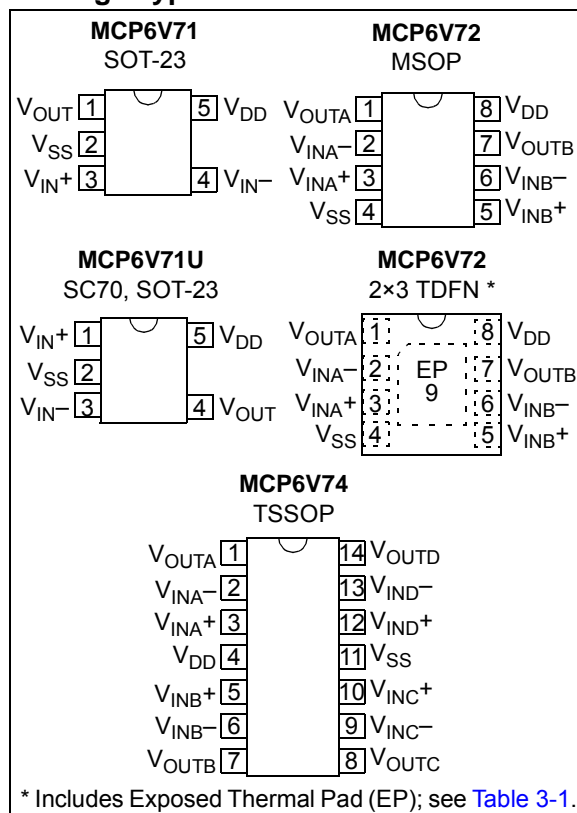 MCP6V71
SOT-23
VOUT 1 5 VDD
VSS 2
VIN+ 3 4 VIN–
MCP6V72
MSOP
VOUTA 1 8 VDD
VINA– 2 7 VOUTB
VINA+ 3 6 VINB–
VSS 4 5 VINB+
MCP6V71U
SC70, SOT-23
VIN+ 1 5 VDD
VSS 2
VIN– 3 4 VOUT
MCP6V72
2×3 TDFN *
VOUTA 1 8 VDD
VINA– 2 EP 7 VOUTB
VINA+ 3 9 6 VINB–
VSS 4 5 VINB+
MCP6V74
TSSOP
VOUTA 1 14 VOUTD
VINA– 2 13 VIND–
VINA+ 3 12 VIND+
VDD 4 11 VSS
VINB+ 5 10 VINC+
VINB– 6 9 VINC–
VOUTB 7 8 VOUTC
* Includes Exposed Thermal Pad (EP); see Table 3-1.